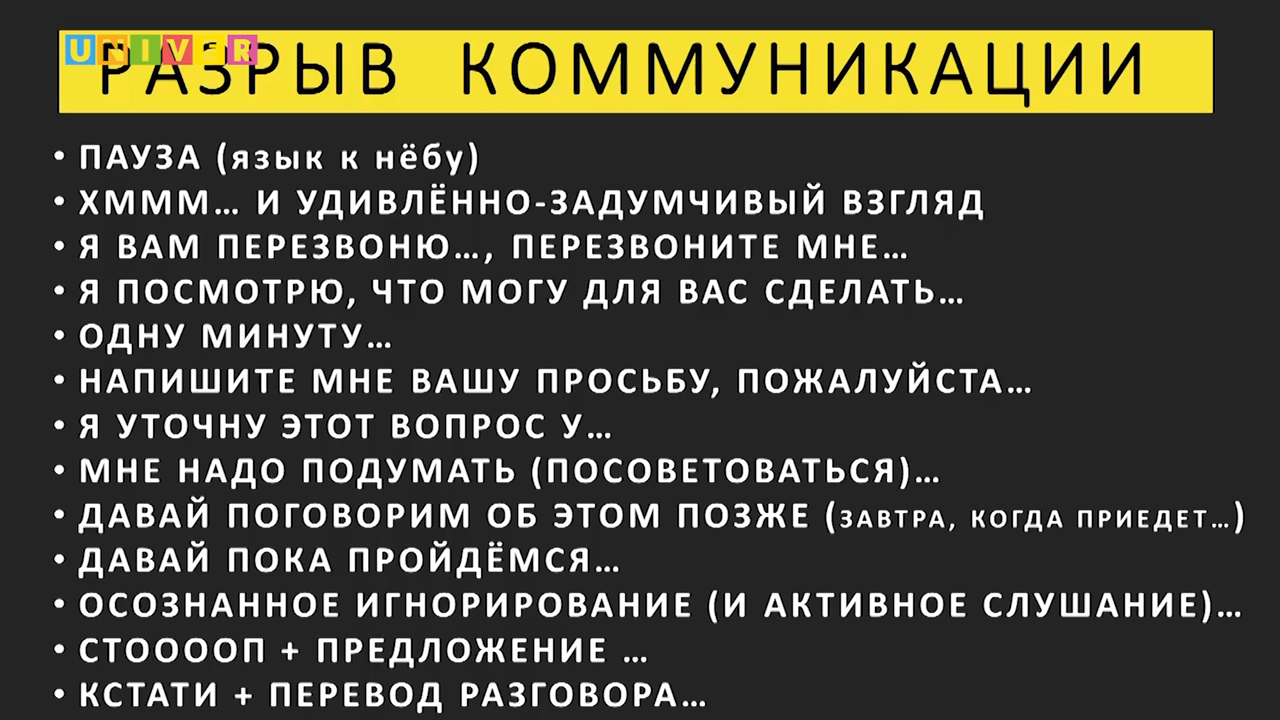 UNIVER
РАЗРЫВ КОММУНИКАЦИИ
• ПАУЗА (язык к нёбу)
• ХМММ… И УДИВЛЁННО-ЗАДУМЧИВЫЙ ВЗГЛЯД
• Я ВАМ ПЕРЕЗВОНЮ…, ПЕРЕЗВОНИТЕ МНЕ…
• Я ПОСМОТРЮ, ЧТО МОГУ ДЛЯ ВАС СДЕЛАТЬ…
• ОДНУ МИНУТУ…
• НАПИШИТЕ МНЕ ВАШУ ПРОСЬБУ, ПОЖАЛУЙСТА…
• Я УТОЧНУ ЭТОТ ВОПРОС У…
• МНЕ НАДО ПОДУМАТЬ (ПОСОВЕТОВАТЬСЯ)…
• ДАВАЙ ПОГОВОРИМ ОБ ЭТОМ ПОЗЖЕ (ЗАВТРА, КОГДА ПРИЕДЕТ…)
• ДАВАЙ ПОКА ПРОЙДЁМСЯ…
• ОСОЗНАННОЕ ИГНОРИРОВАНИЕ (И АКТИВНОЕ СЛУШАНИЕ)…
• СТООООП + ПРЕДЛОЖЕНИЕ …
• КСТАТИ + ПЕРЕВОД РАЗГОВОРА…